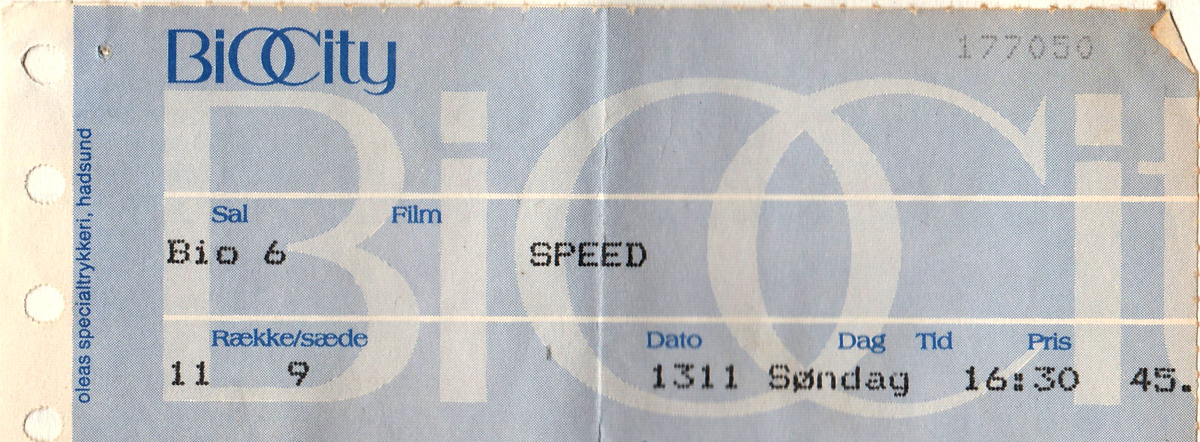 BioCity
177050
BioCit
oleas specialtrykkeri, hadsund
Sal Film
Bio 6 SPEED
Række/sæde Dato Dag Tid Pris
11 9 1311 Søndag 16:30 45.